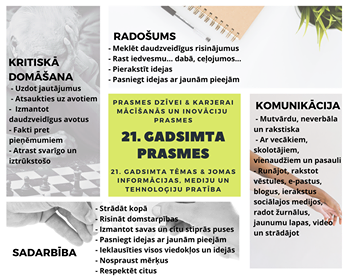 RADOŠUMS
- Meklēt daudzveidīgus risinājumus
- Rast iedvesmu... dabā, ceļojumos...
- Pierakstīt idejas
- Pasniegt idejas ar jaunām pieejām
KRITISKĀ
DOMĀŠANA
- Uzdot jautājumus
- Atsaukties uz avotiem
- Izmantot
daudzveidīgus avotus
- Fakti pret
pieņēmumiem
- Atrast svarīgo un
iztrūkstošo
PRASMES DZĪVEI & KARJERAI
MĀCĪŠANĀS UN INOVĀCIJU
PRASMES
21. GADSIMTA
PRASMES
21. GADSIMTA TĒMAS & JOMAS
INFORMĀCIJAS, MEDIJU UN
TEHNOLOĢIJU PRATĪBA
KOMUNIKĀCIJA
- Mutvārdu, neverbāla
un rakstiska
- Ar vecākiem,
skolotājiem,
vienaudžiem un pasauli
- Runājot, rakstot
vēstules, e-pastus,
blogus, ierakstus
sociālajos medijos,
radot žurnālus,
jaunumu lapas, video
un strādājot
SADARBĪBA
- Strādāt kopā
- Risināt domstarpības
- Izmantot savas un citu stiprās puses
- Pasniegt idejas ar jaunām pieejām
- Ieklausīties visos viedokļos un idejās
- Nospraust mērķus
- Respektēt citus